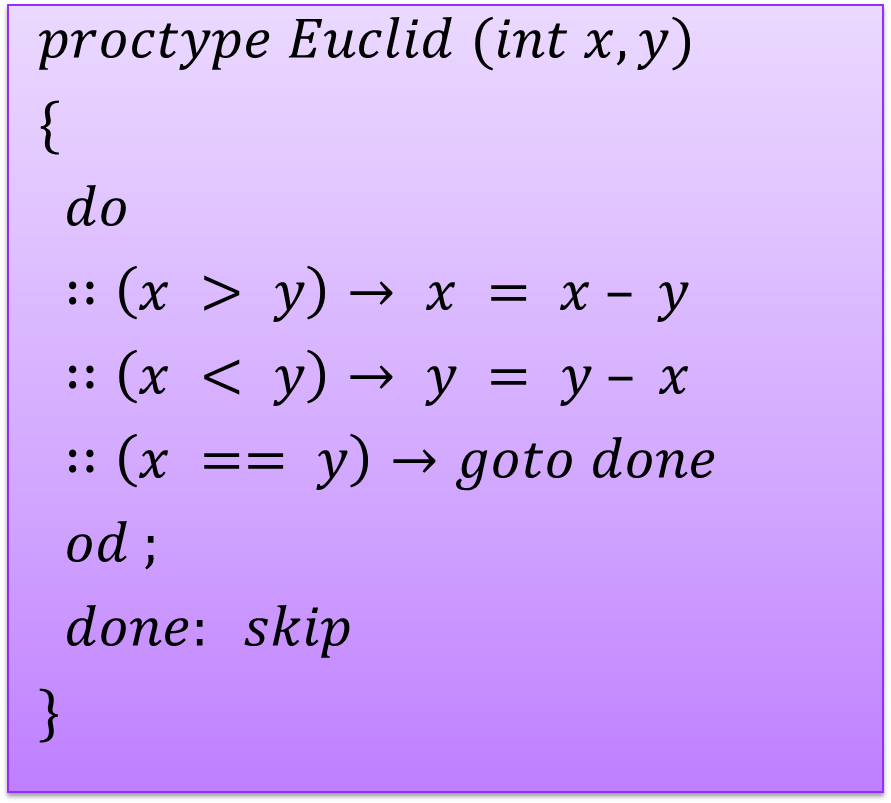 proctype Euclid (int x, y)
{
do
:: (x > y) → x = x – y
:: (x < y) → y = y – x
:: (x == y) → goto done
od ;
done: skip
}